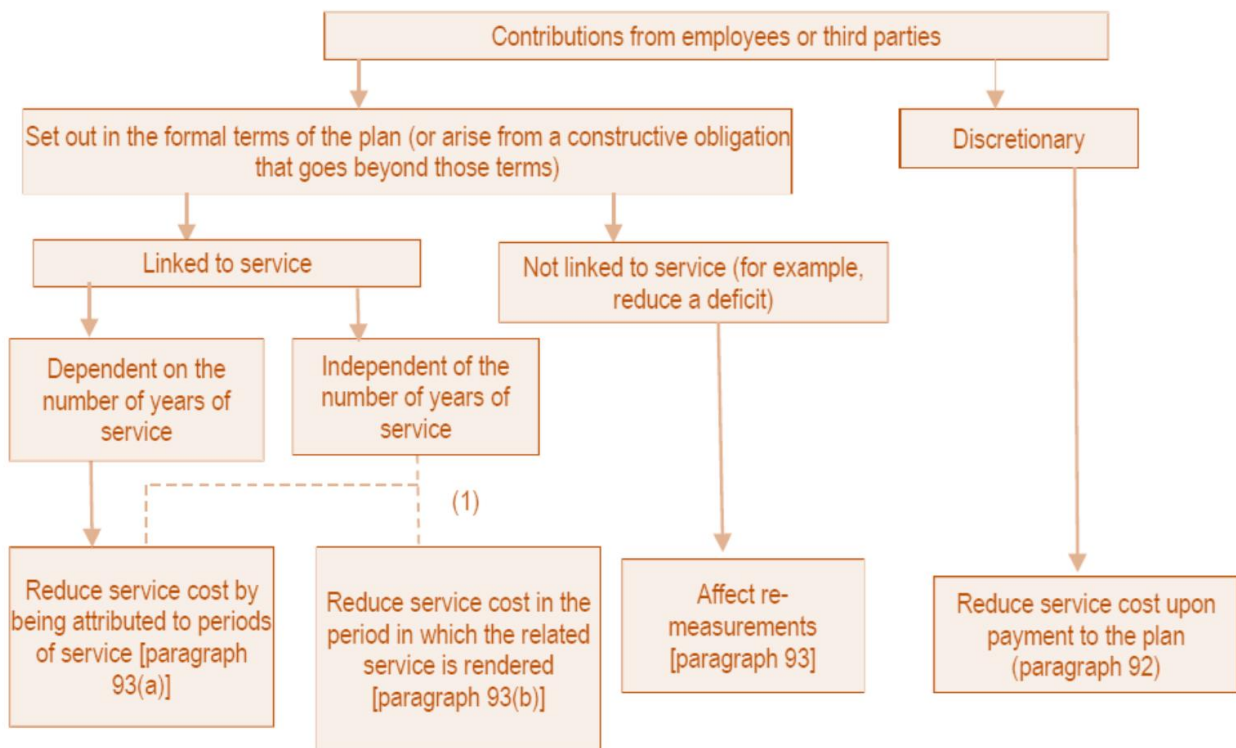 Contributions from employees or third parties
Set out in the formal terms of the plan (or arise from a constructive obligation
that goes beyond those terms)
Discretionary
Linked to service
Not linked to service (for example,
reduce a deficit)
Dependent on the
number of years of
service
Independent of the
number of years of
service
(1)
Reduce service cost by
being attributed to periods
of service [paragraph
93(a)]
Reduce service cost in the
period in which the related
service is rendered
[paragraph 93(b)]
Affect re-
measurements
[paragraph 93]
Reduce service cost upon
payment to the plan
(paragraph 92)